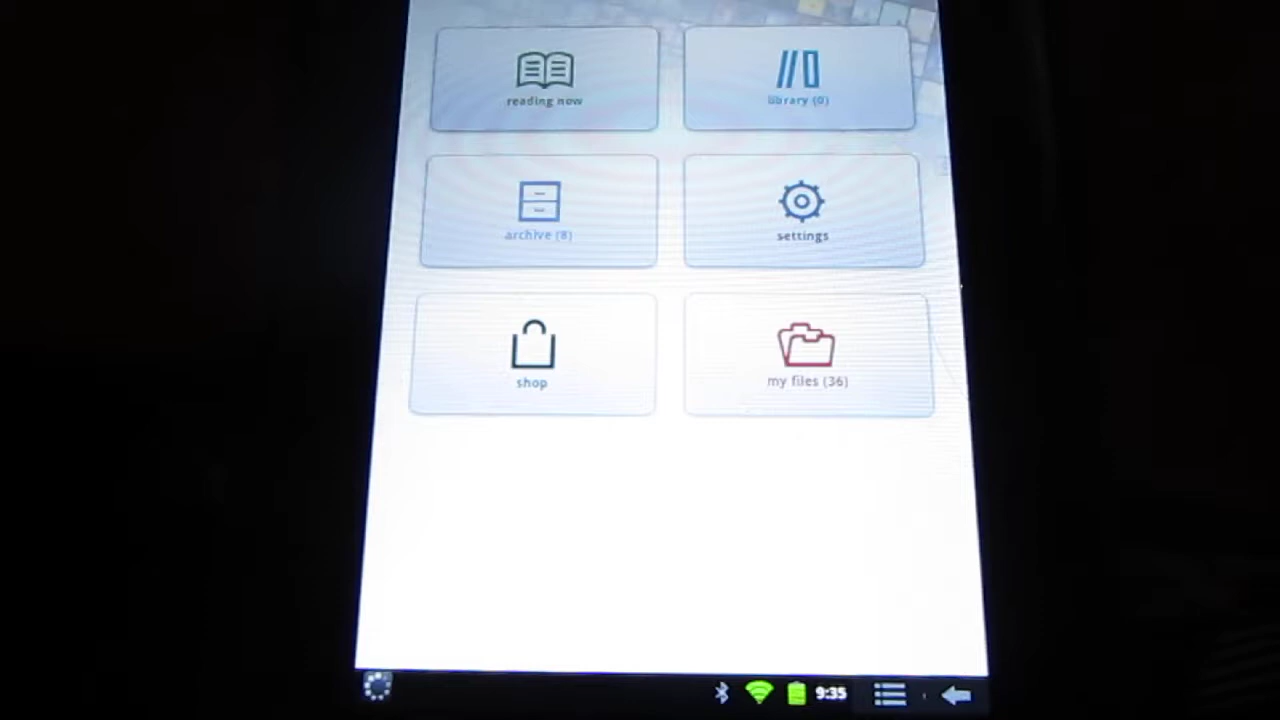 reading now
library (0)
archive (8)
settings
shop
my files (36)
9:35